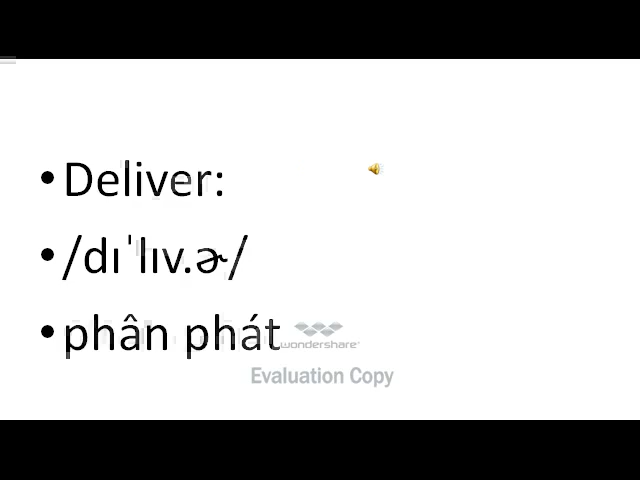 • Deliver:
• /dɪˈlɪv.ɚ/
• phân phát
wondershare
Evaluation Copy